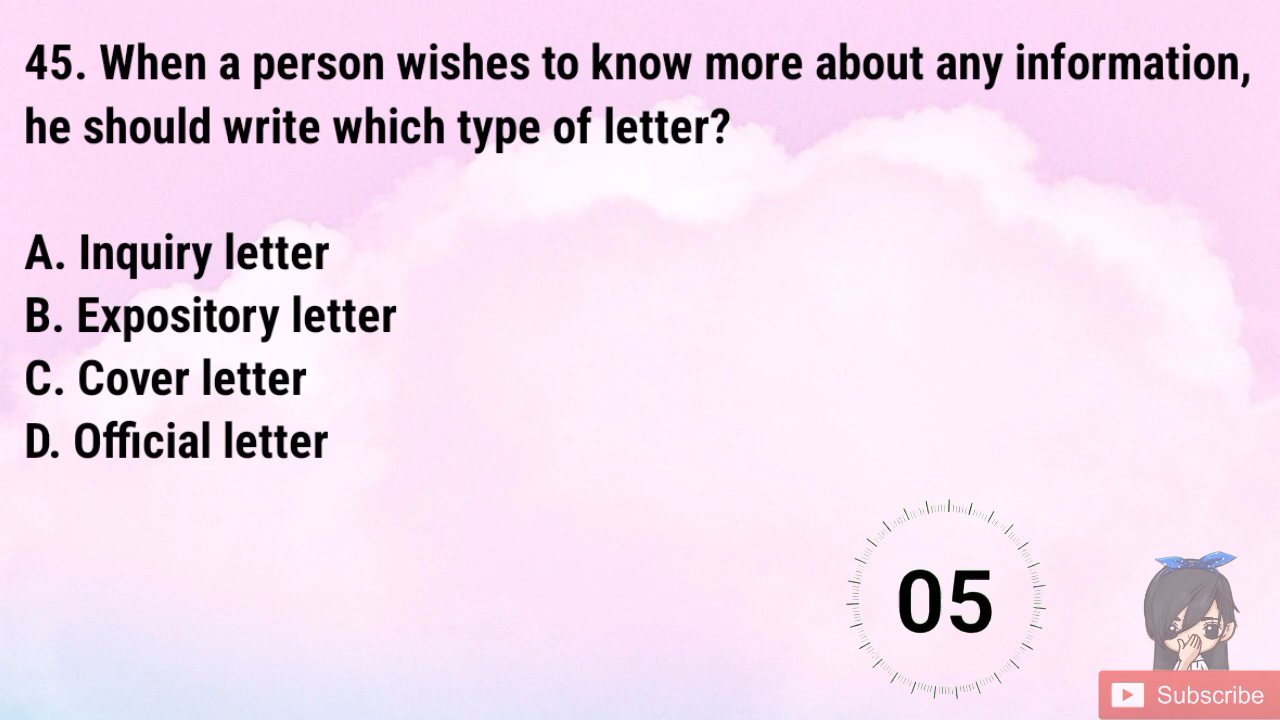 45. When a person wishes to know more about any information,
he should write which type of letter?
A. Inquiry letter
B. Expository letter
C. Cover letter
D. Official letter
05
Subscribe